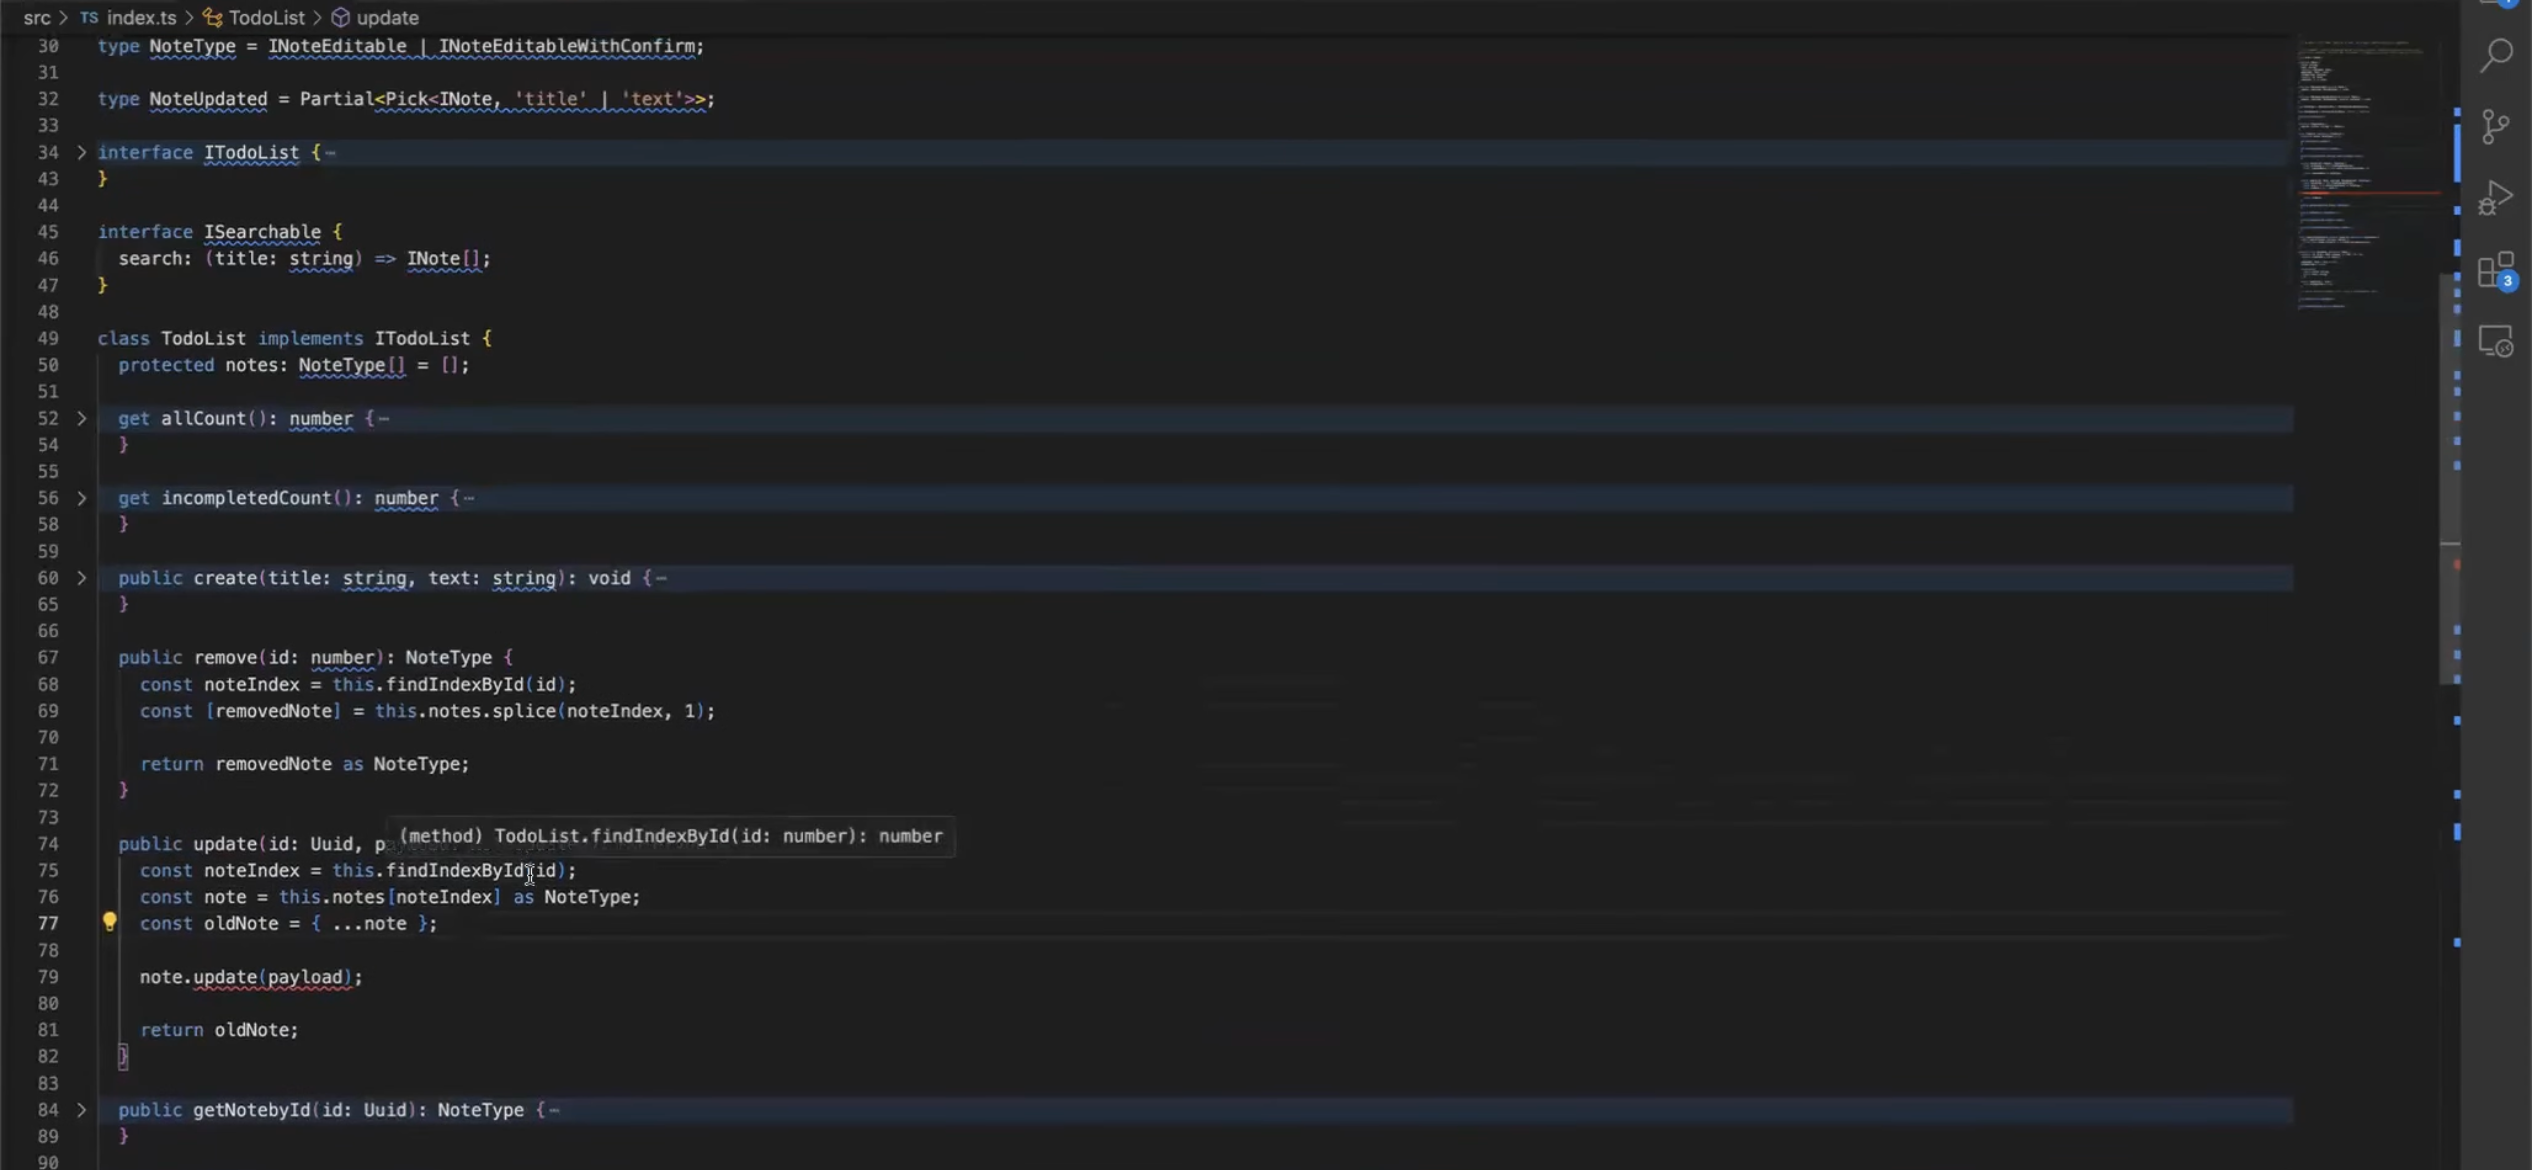 src > TS index.ts > TodoList > update
30 type NoteType = INoteEditable | INoteEditableWithConfirm;
31
32 type NoteUpdated = Partial<Pick<INote, 'title' | 'text'>>;
33
34 > interface ITodoList {⋯
43 }
44
45 interface ISearchable {
46 search: (title: string) => INote[];
47 }
48
49 class TodoList implements ITodoList {
50 protected notes: NoteType[] = [];
51
52 > get allCount(): number {⋯
54 }
55
56 > get incompletedCount(): number {⋯
58 }
59
60 > public create(title: string, text: string): void {⋯
65 }
66
67 public remove(id: number): NoteType {
68 const noteIndex = this.findIndexById(id);
69 const [removedNote] = this.notes.splice(noteIndex, 1);
70
71 return removedNote as NoteType;
72 }
73
(method) TodoList.findIndexById(id: number): number
74 public update(id: Uuid, p
75 const noteIndex = this.findIndexById(id);
76 const note = this.notes[noteIndex] as NoteType;
77 const oldNote = { ...note };
78
79 note.update(payload);
80
81 return oldNote;
82 }
83
84 > public getNotebyId(id: Uuid): NoteType {⋯
89 }
90
3